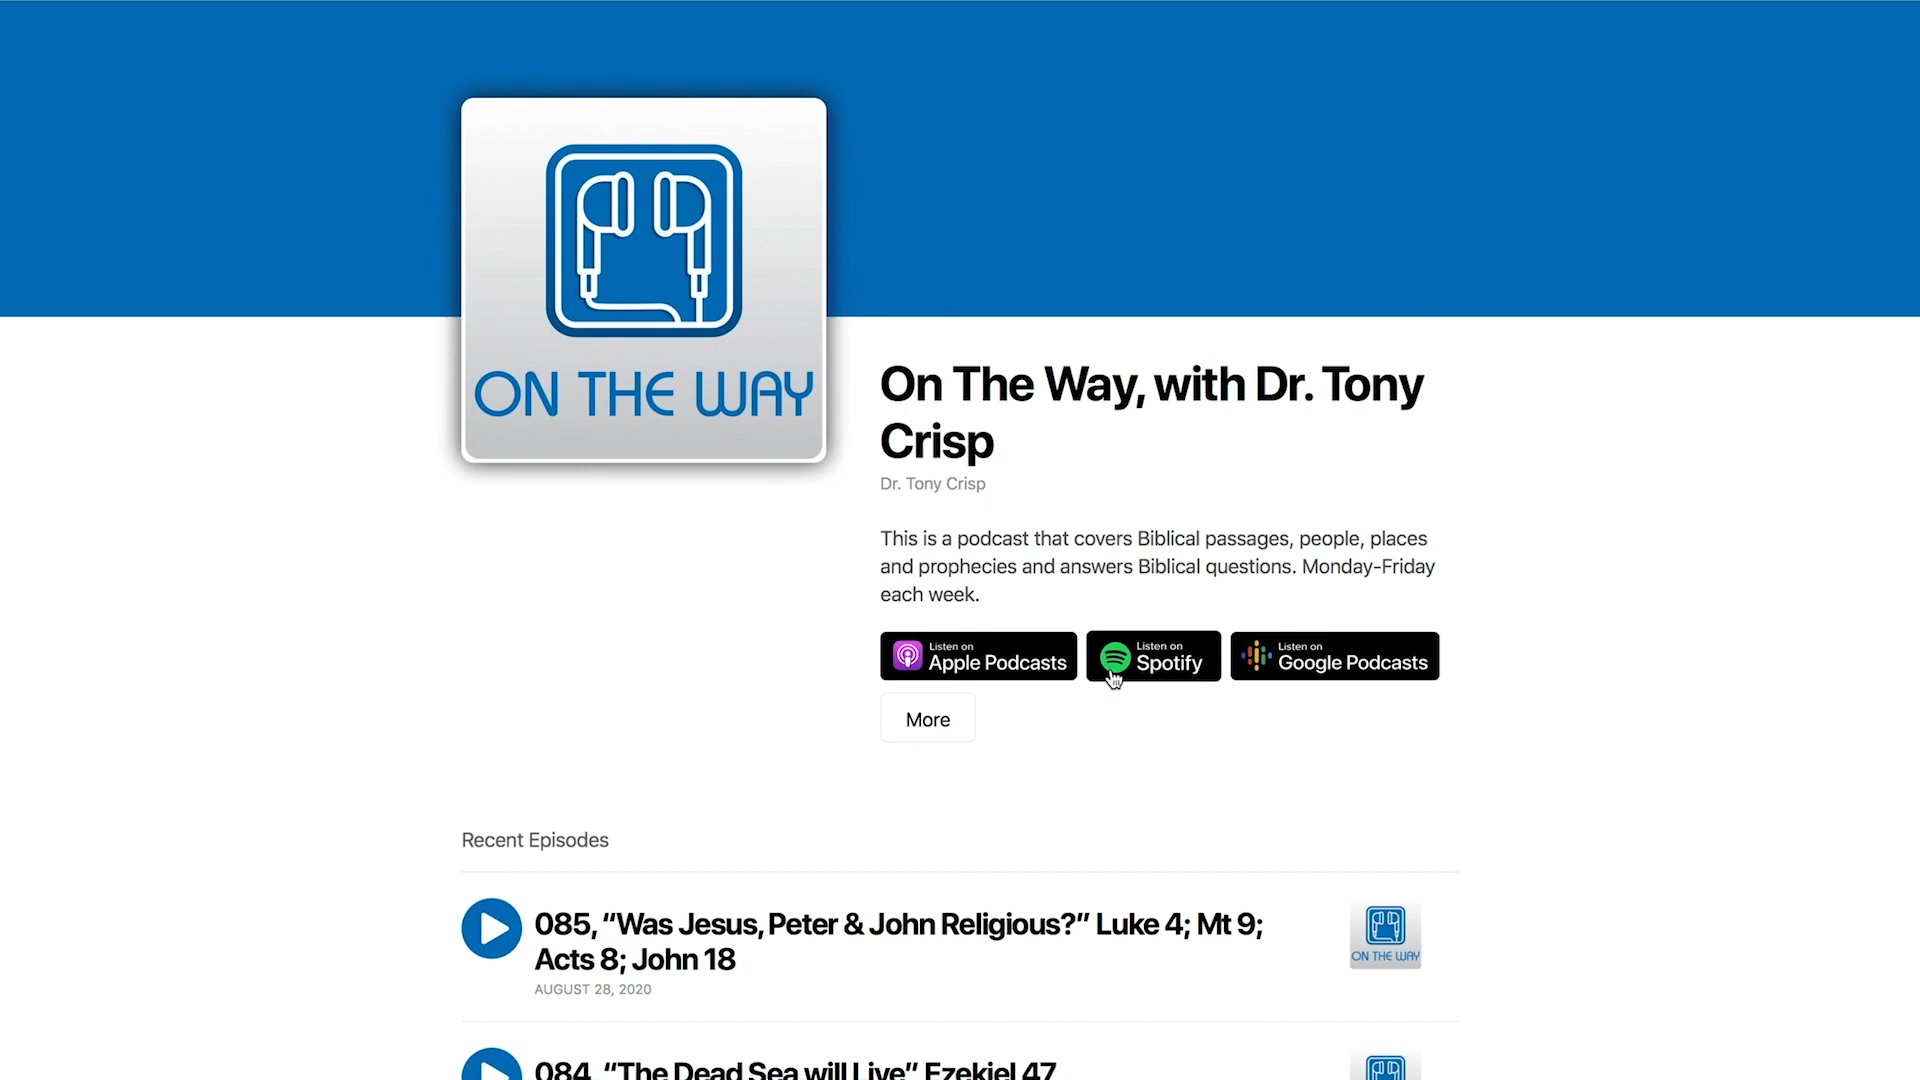 ON THE WAY
On The Way, with Dr. Tony
Crisp
Dr. Tony Crisp
This is a podcast that covers Biblical passages, people, places
and prophecies and answers Biblical questions. Monday-Friday
each week.
Listen on
Apple Podcasts
Listen on
Spotify
Listen on
Google Podcasts
More
Recent Episodes
085, “Was Jesus, Peter & John Religious?” Luke 4; Mt 9;
Acts 8; John 18
AUGUST 28, 2020
ON THE WAY
084, “The Dead Sea will Live” Ezekiel 47